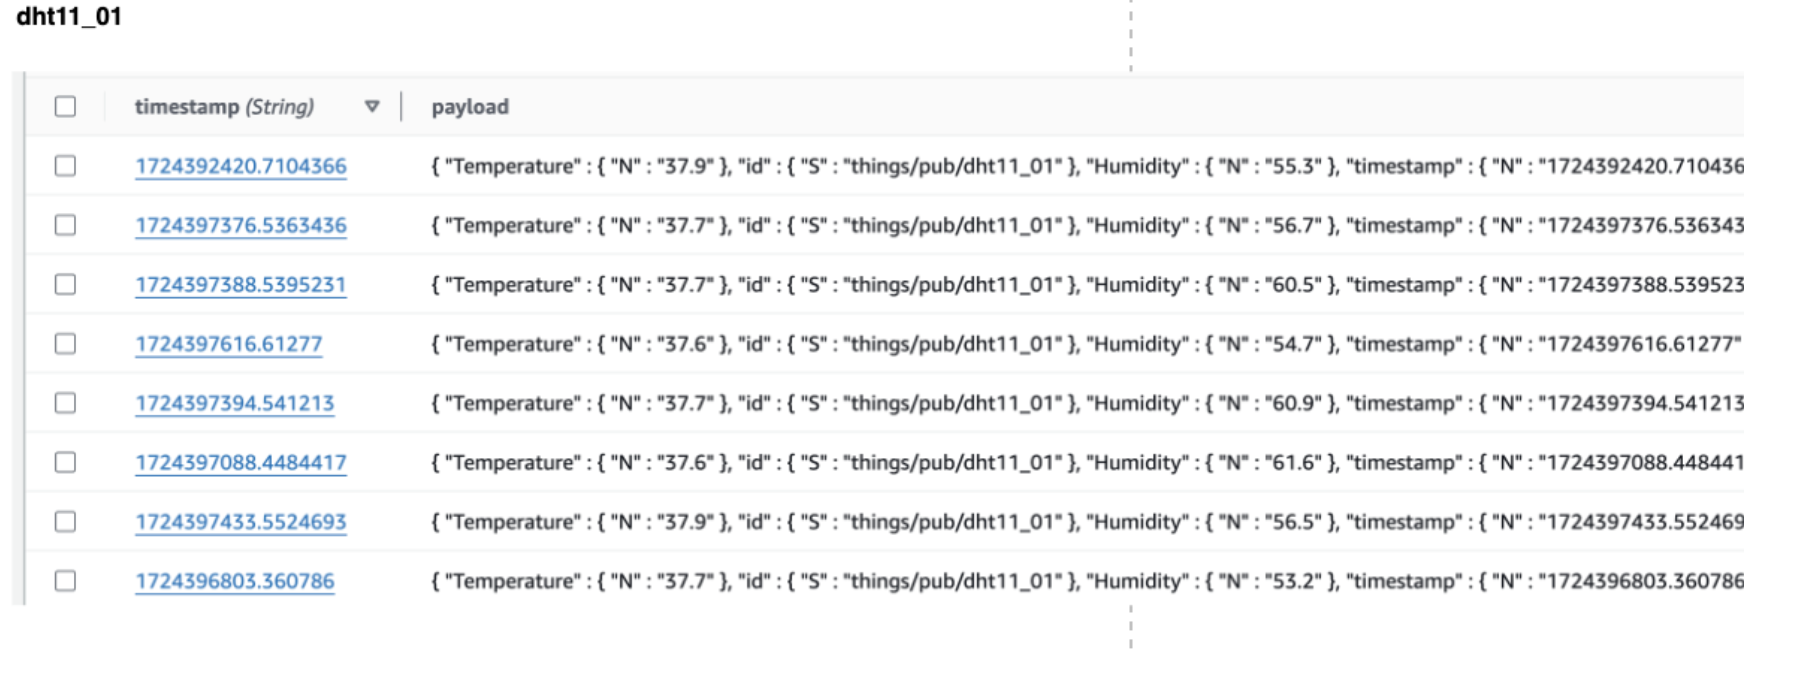 dht11_01
timestamp (String) payload
1724392420.7104366 { "Temperature" : { "N" : "37.9" }, "id" : { "S" : "things/pub/dht11_01" }, "Humidity" : { "N" : "55.3" }, "timestamp" : { "N" : "1724392420.710436
1724397376.5363436 { "Temperature" : { "N" : "37.7" }, "id" : { "S" : "things/pub/dht11_01" }, "Humidity" : { "N" : "56.7" }, "timestamp" : { "N" : "1724397376.536343
1724397388.5395231 { "Temperature" : { "N" : "37.7" }, "id" : { "S" : "things/pub/dht11_01" }, "Humidity" : { "N" : "60.5" }, "timestamp" : { "N" : "1724397388.539523
1724397616.61277 { "Temperature" : { "N" : "37.6" }, "id" : { "S" : "things/pub/dht11_01" }, "Humidity" : { "N" : "54.7" }, "timestamp" : { "N" : "1724397616.61277"
1724397394.541213 { "Temperature" : { "N" : "37.7" }, "id" : { "S" : "things/pub/dht11_01" }, "Humidity" : { "N" : "60.9" }, "timestamp" : { "N" : "1724397394.541213
1724397088.4484417 { "Temperature" : { "N" : "37.6" }, "id" : { "S" : "things/pub/dht11_01" }, "Humidity" : { "N" : "61.6" }, "timestamp" : { "N" : "1724397088.448441
1724397433.5524693 { "Temperature" : { "N" : "37.9" }, "id" : { "S" : "things/pub/dht11_01" }, "Humidity" : { "N" : "56.5" }, "timestamp" : { "N" : "1724397433.552469
1724396803.360786 { "Temperature" : { "N" : "37.7" }, "id" : { "S" : "things/pub/dht11_01" }, "Humidity" : { "N" : "53.2" }, "timestamp" : { "N" : "1724396803.360786